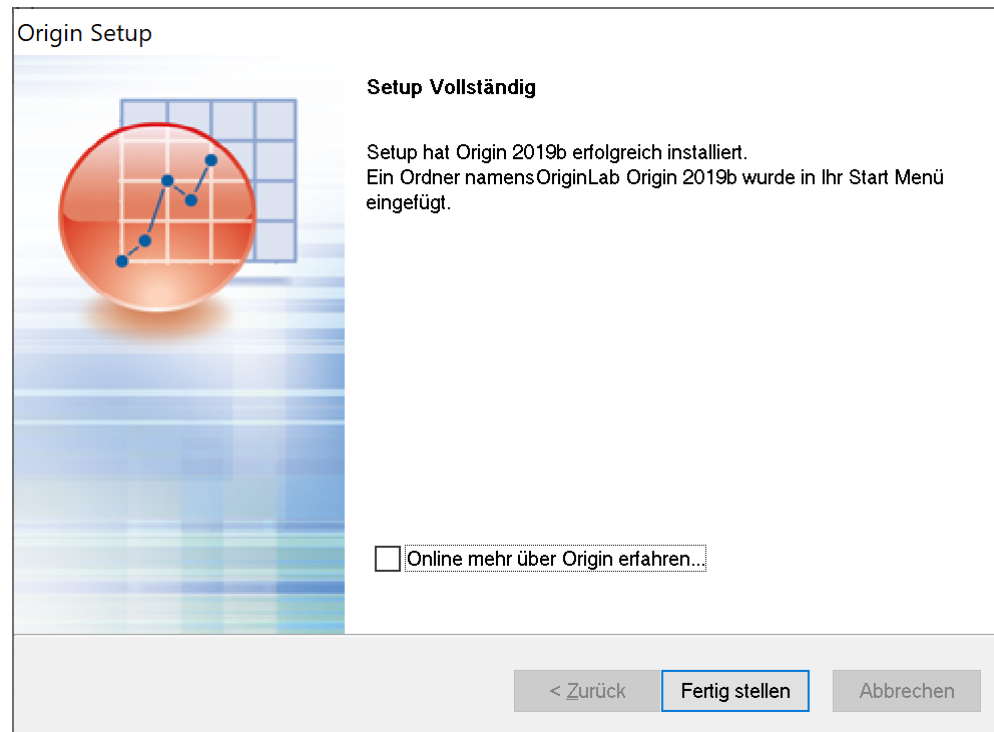 Origin Setup
Setup Vollständig
Setup hat Origin 2019b erfolgreich installiert.
Ein Ordner namensOriginLab Origin 2019b wurde in Ihr Start Menü
eingefügt.
Online mehr über Origin erfahren...
< Zurück
Fertig stellen
Abbrechen